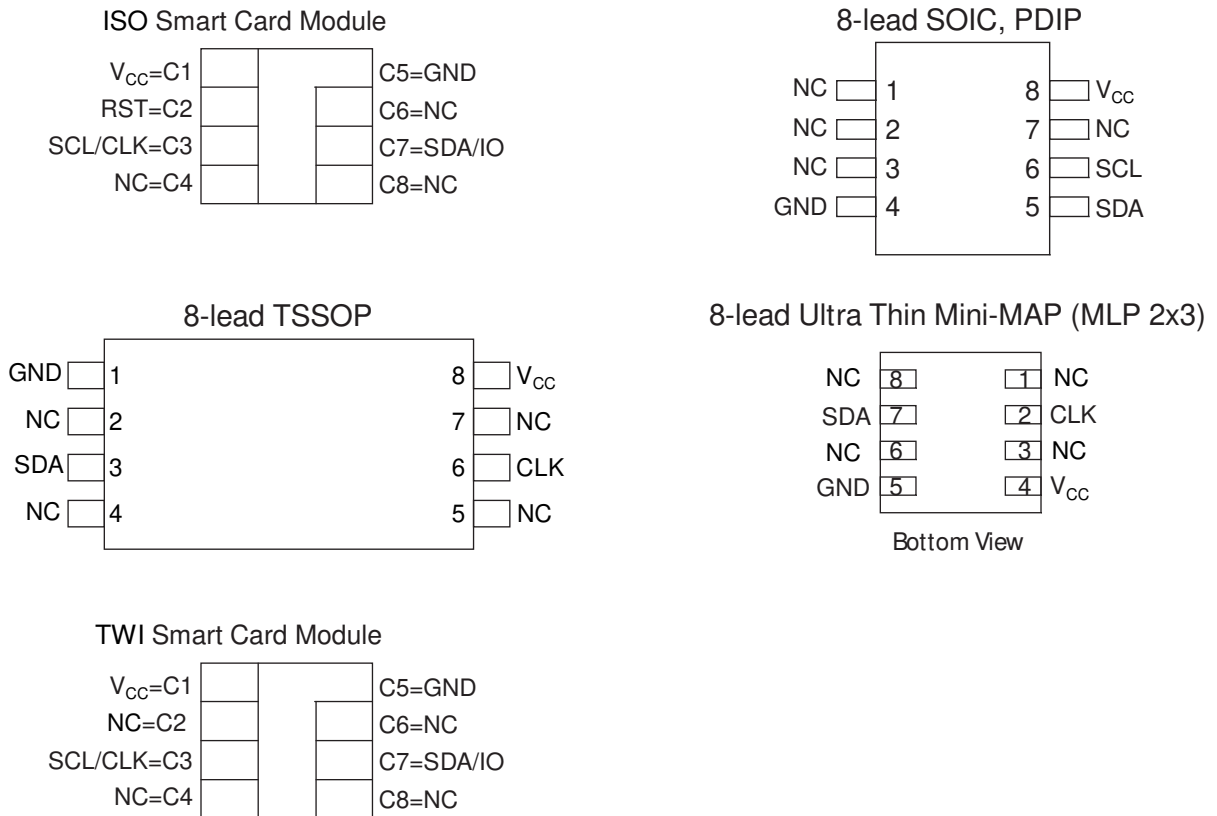 ISO Smart Card Module
VCC=C1 C5=GND
RST=C2 C6=NC
SCL/CLK=C3 C7=SDA/IO
NC=C4 C8=NC
8-lead SOIC, PDIP
NC 1 8 VCC
NC 2 7 NC
NC 3 6 SCL
GND 4 5 SDA
8-lead TSSOP
GND 1 8 VCC
NC 2 7 NC
SDA 3 6 CLK
NC 4 5 NC
8-lead Ultra Thin Mini-MAP (MLP 2x3)
NC 8 1 NC
SDA 7 2 CLK
NC 6 3 NC
GND 5 4 VCC
Bottom View
TWI Smart Card Module
VCC=C1 C5=GND
NC=C2 C6=NC
SCL/CLK=C3 C7=SDA/IO
NC=C4 C8=NC